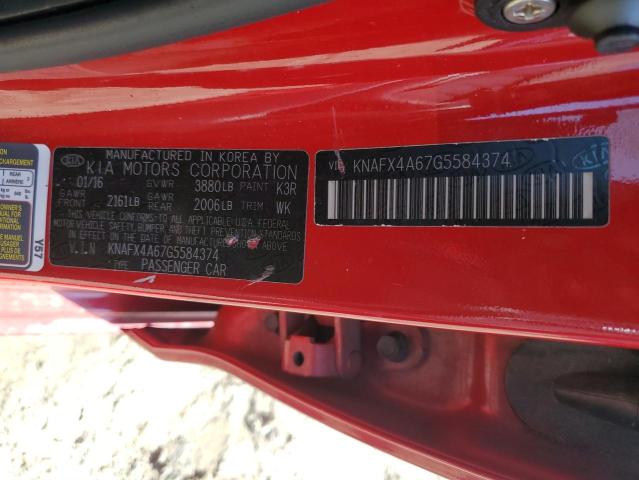 KIA
MANUFACTURED IN KOREA BY
KIA MOTORS CORPORATION
01/16 GVWR 3880LB PAINT K3R
GAWR FRONT 2161LB GAWR REAR 2006LB TRIM WK
THIS VEHICLE CONFORMS TO ALL APPLICABLE U.S.A. FEDERAL
MOTOR VEHICLE SAFETY, BUMPER, AND THEFT PREVENTION STANDARDS
IN EFFECT ON THE DATE OF MANUFACTURE SHOWN ABOVE
V.I.N KNAFX4A67G5584374
TYPE PASSENGER CAR
VIN KNAFX4A67G5584374
KIA
Y57